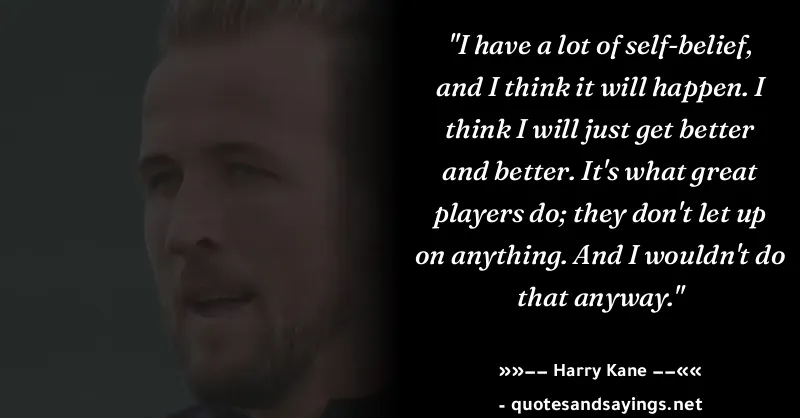 "I have a lot of self-belief,
and I think it will happen. I
think I will just get better
and better. It's what great
players do; they don't let up
on anything. And I wouldn't do
that anyway."
»»−− Harry Kane −−««
- quotesandsayings.net